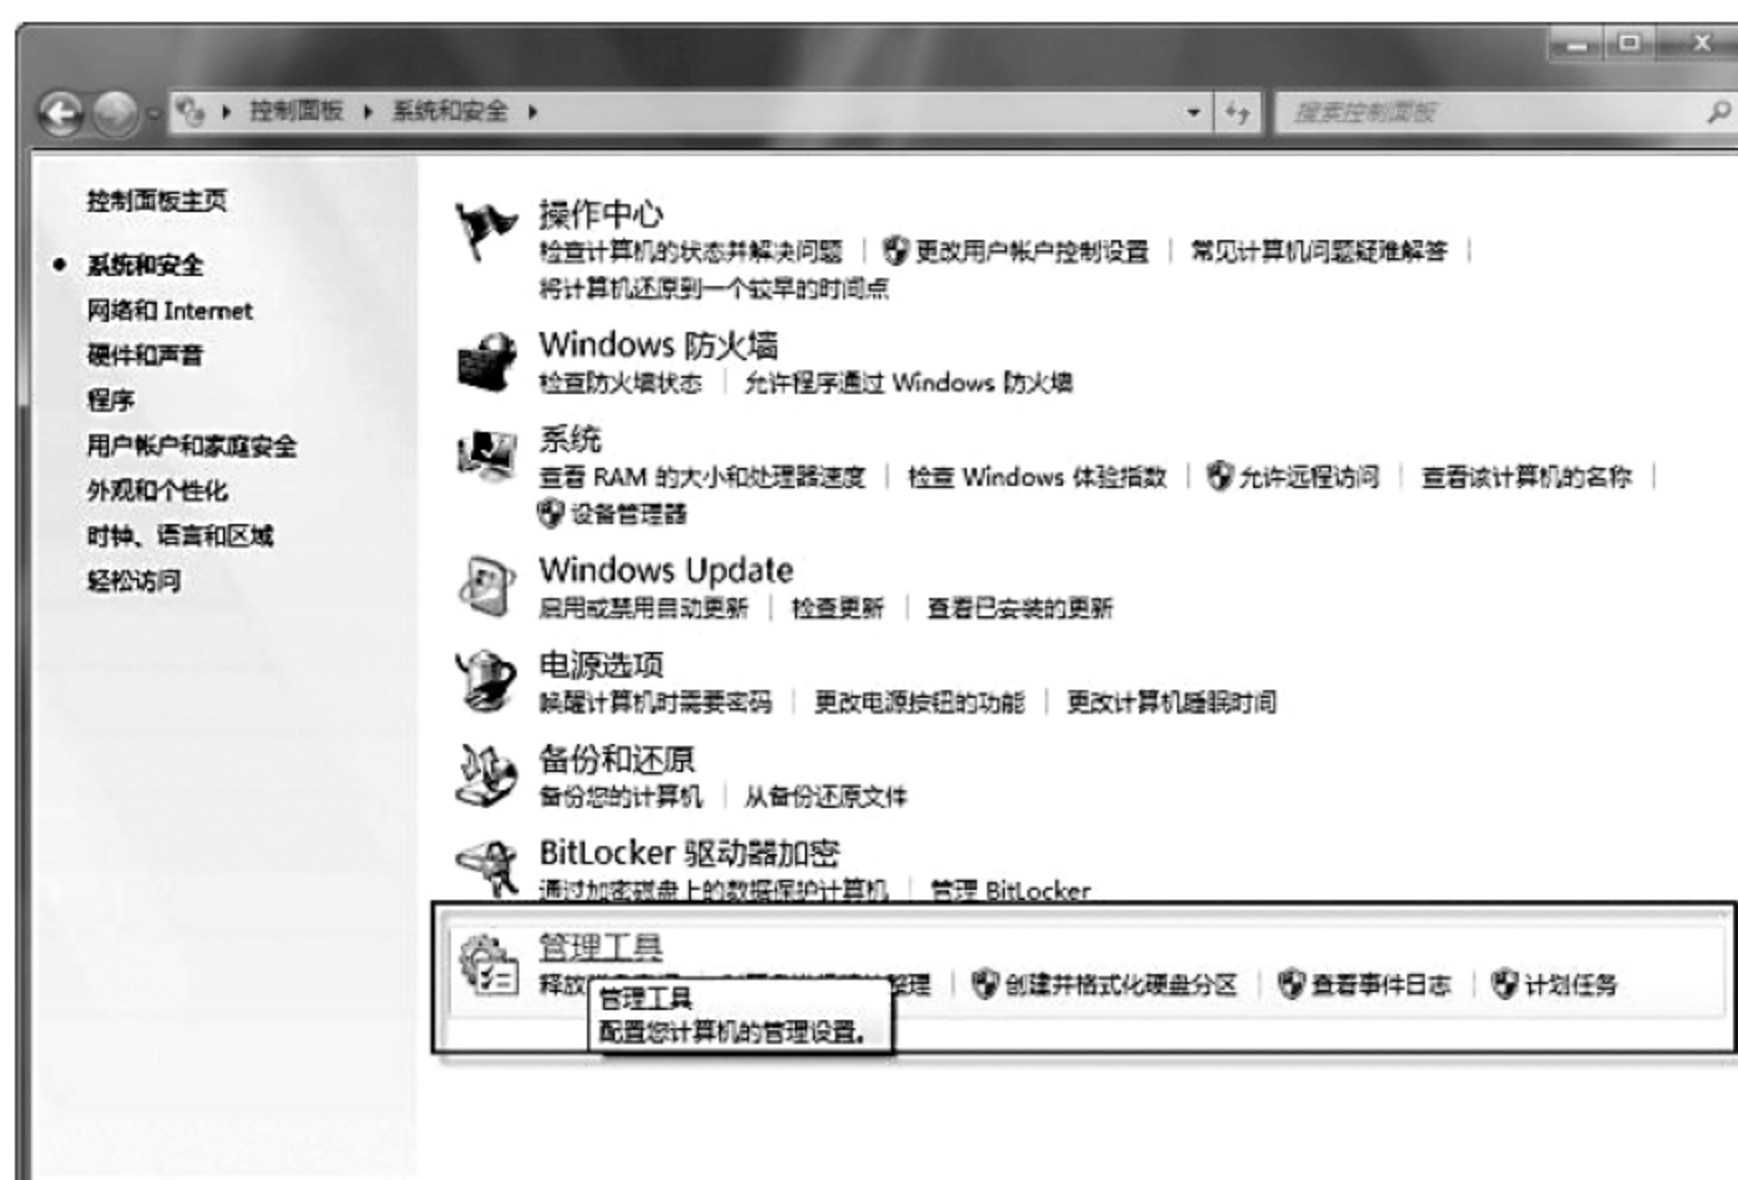 控制面板 系统和安全 搜索控制面板
控制面板主页
系统和安全
网络和 Internet
硬件和声音
程序
用户帐户和家庭安全
外观和个性化
时钟、语言和区域
轻松访问
操作中心
检查计算机的状态并解决问题 更改用户帐户控制设置 常见计算机问题疑难解答
将计算机还原到一个较早的时间点
Windows 防火墙
检查防火墙状态 允许程序通过 Windows 防火墙
系统
查看 RAM 的大小和处理器速度 检查 Windows 体验指数 允许远程访问 查看该计算机的名称
设备管理器
Windows Update
启用或禁用自动更新 检查更新 查看已安装的更新
电源选项
唤醒计算机时需要密码 更改电源按钮的功能 更改计算机睡眠时间
备份和还原
备份您的计算机 从备份还原文件
BitLocker 驱动器加密
通过加密磁盘上的数据保护计算机 管理 BitLocker
管理工具
释放 整理 创建并格式化硬盘分区 查看事件日志 计划任务
管理工具
配置您计算机的管理设置。